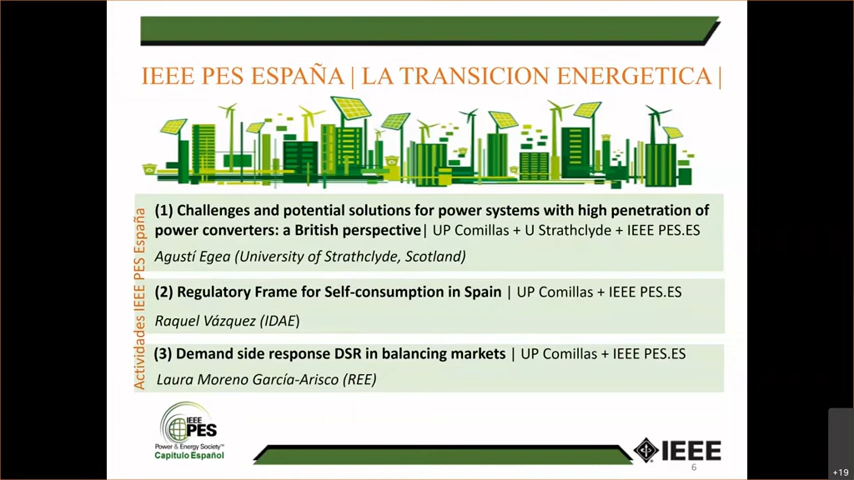 IEEE PES ESPAÑA | LA TRANSICION ENERGETICA |
Actividades IEEE PES España
(1) Challenges and potential solutions for power systems with high penetration of
power converters: a British perspective| UP Comillas + U Strathclyde + IEEE PES.ES
Agustí Egea (University of Strathclyde, Scotland)
(2) Regulatory Frame for Self-consumption in Spain | UP Comillas + IEEE PES.ES
Raquel Vázquez (IDAE)
(3) Demand side response DSR in balancing markets | UP Comillas + IEEE PES.ES
Laura Moreno García-Arisco (REE)
IEEE
PES
Power & Energy Society™
Capítulo Español
IEEE
6
+19